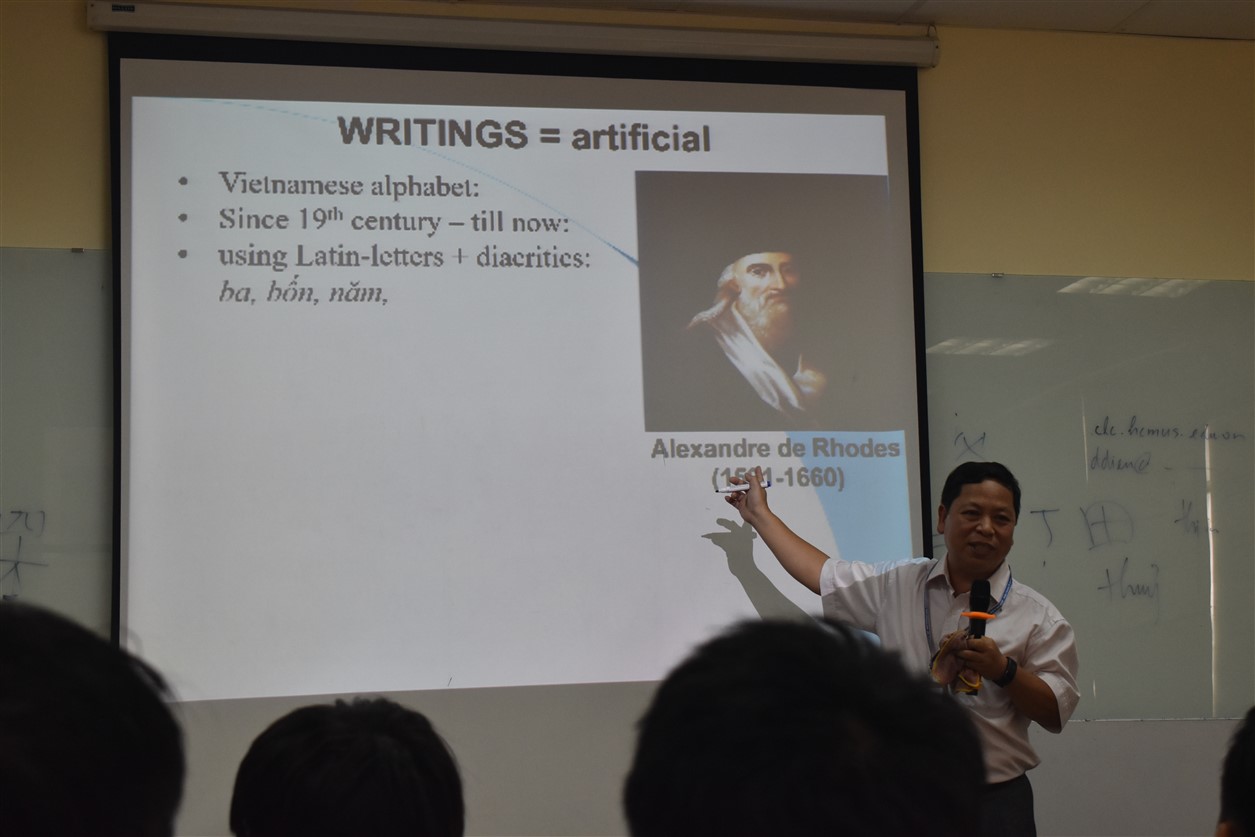 WRITINGS = artificial
• Vietnamese alphabet:
• Since 19th century – till now:
• using Latin-letters + diacritics:
ba, bốn, năm,
Alexandre de Rhodes
(1591-1660)